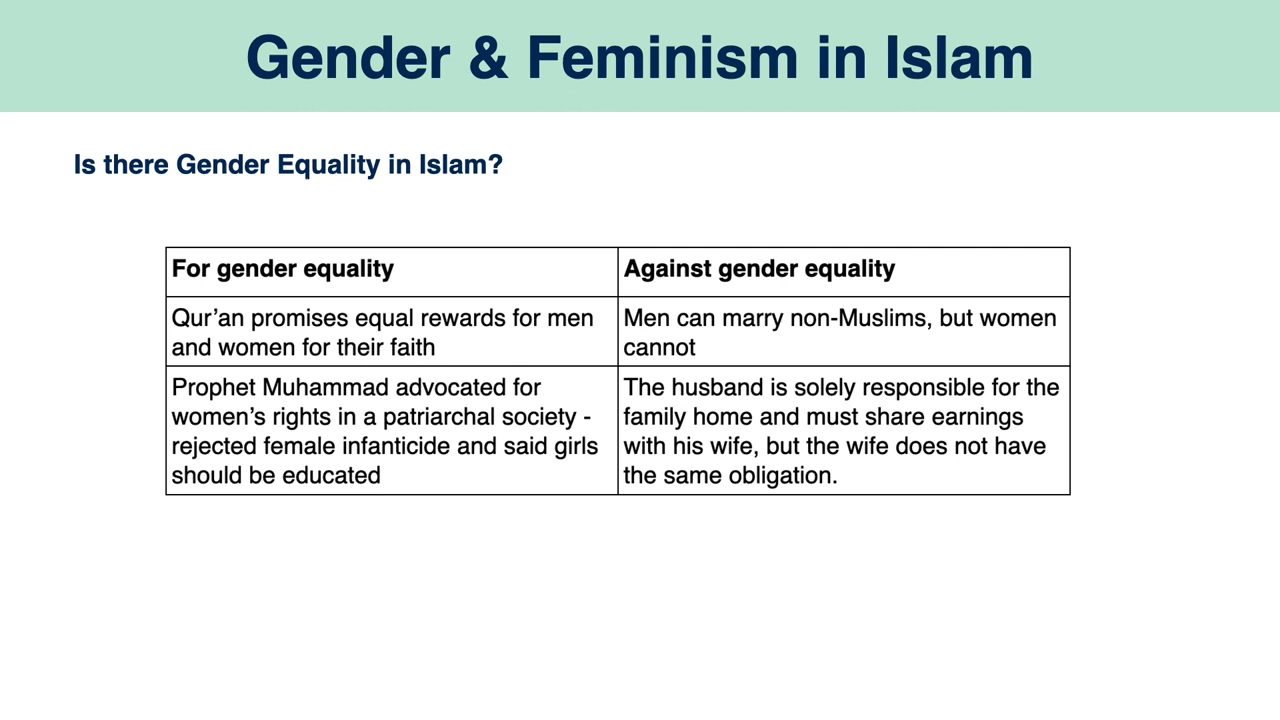 Gender & Feminism in Islam
Is there Gender Equality in Islam?
For gender equality
Against gender equality
Qur’an promises equal rewards for men
and women for their faith
Men can marry non-Muslims, but women
cannot
Prophet Muhammad advocated for
women’s rights in a patriarchal society -
rejected female infanticide and said girls
should be educated
The husband is solely responsible for the
family home and must share earnings
with his wife, but the wife does not have
the same obligation.